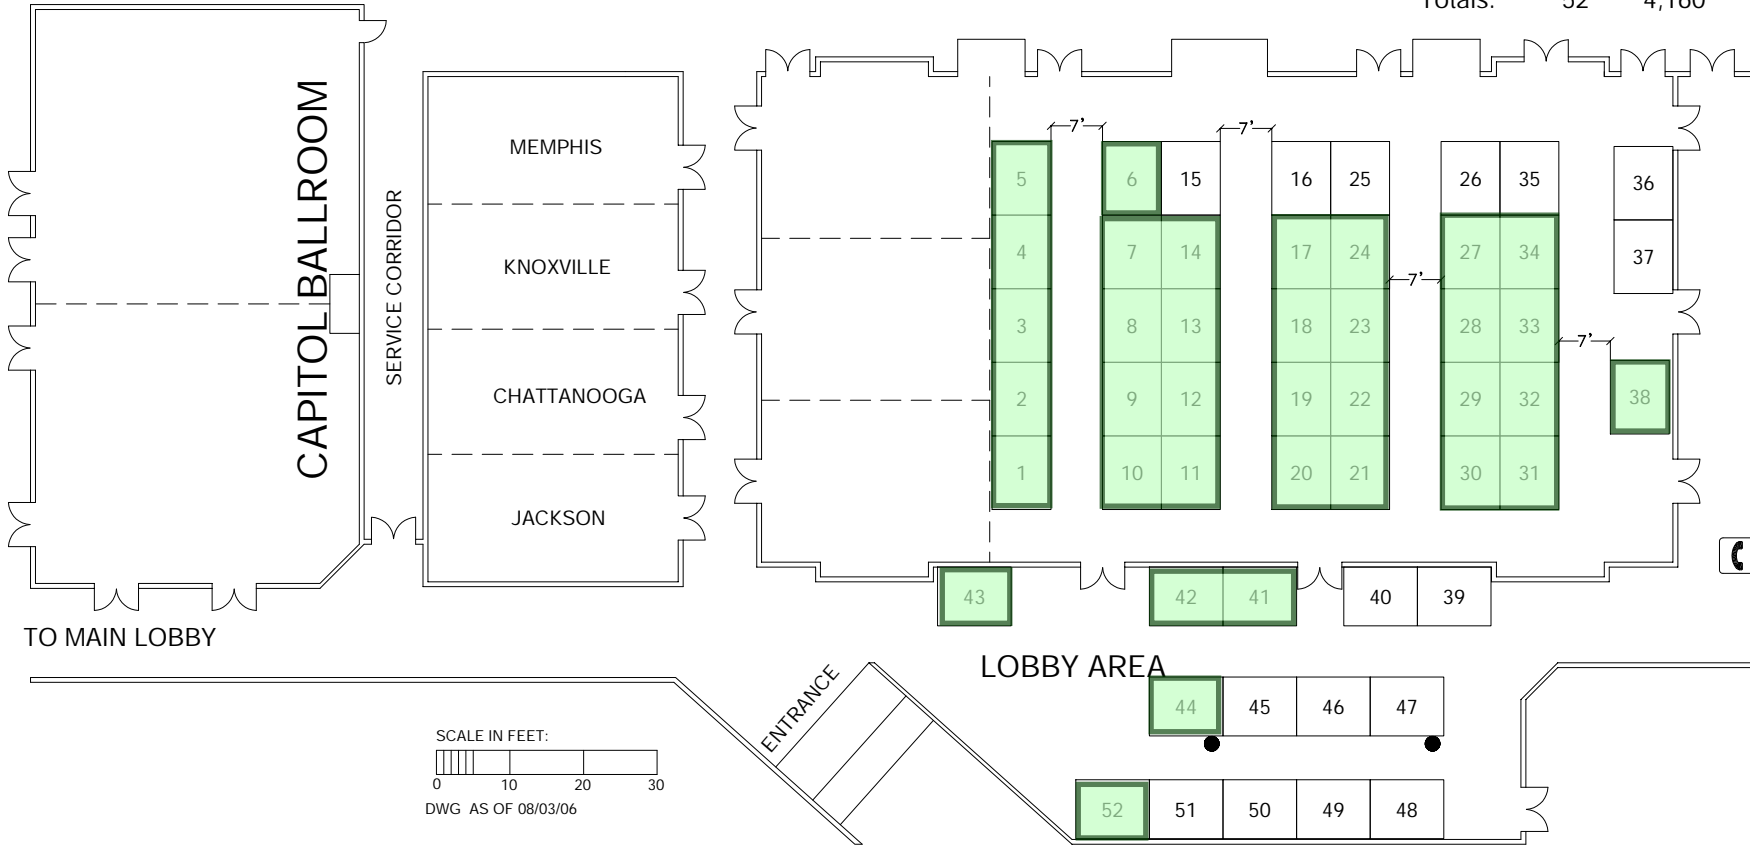 Totals: 52 4,160
CAPITOL BALLROOM
SERVICE CORRIDOR
MEMPHIS
KNOXVILLE
CHATTANOOGA
JACKSON
7' 7'
5 6 15 16 25 26 35 36
4 7 14 17 24 27 34 37
7'
3 8 13 18 23 28 33
7'
2 9 12 19 22 29 32 38
1 10 11 20 21 30 31
43 42 41 40 39
TO MAIN LOBBY
LOBBY AREA
ENTRANCE
44 45 46 47
52 51 50 49 48
SCALE IN FEET:
0 10 20 30
DWG AS OF 08/03/06